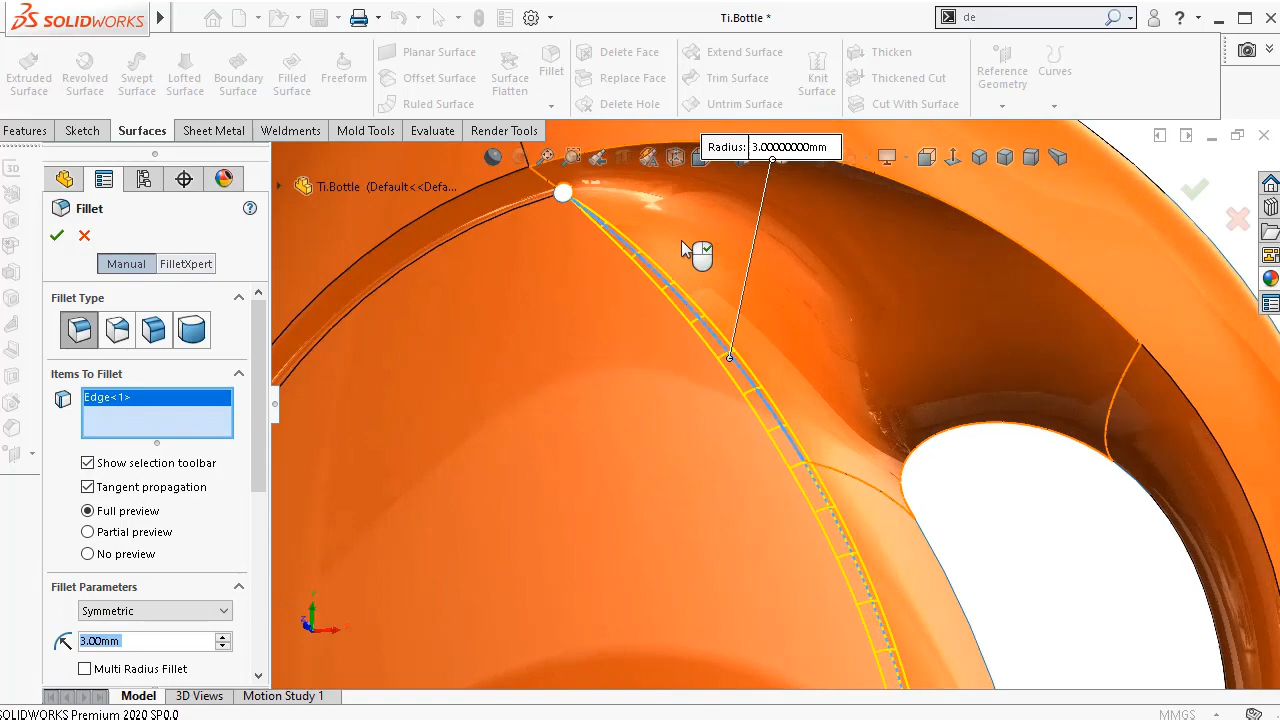 SOLIDWORKS
Ti.Bottle *
de
Extruded Surface
Revolved Surface
Swept Surface
Lofted Surface
Boundary Surface
Filled Surface
Freeform
Planar Surface
Offset Surface
Ruled Surface
Surface Flatten
Fillet
Delete Face
Replace Face
Delete Hole
Extend Surface
Trim Surface
Untrim Surface
Knit Surface
Thicken
Thickened Cut
Cut With Surface
Reference Geometry
Curves
Features
Sketch
Surfaces
Sheet Metal
Weldments
Mold Tools
Evaluate
Render Tools
Radius: 3.00000000mm
Ti.Bottle (Default<<Defa...
Fillet
Manual
FilletXpert
Fillet Type
Items To Fillet
Edge<1>
Show selection toolbar
Tangent propagation
Full preview
Partial preview
No preview
Fillet Parameters
Symmetric
3.00mm
Multi Radius Fillet
Model
3D Views
Motion Study 1
SOLIDWORKS Premium 2020 SP0.0
MMGS